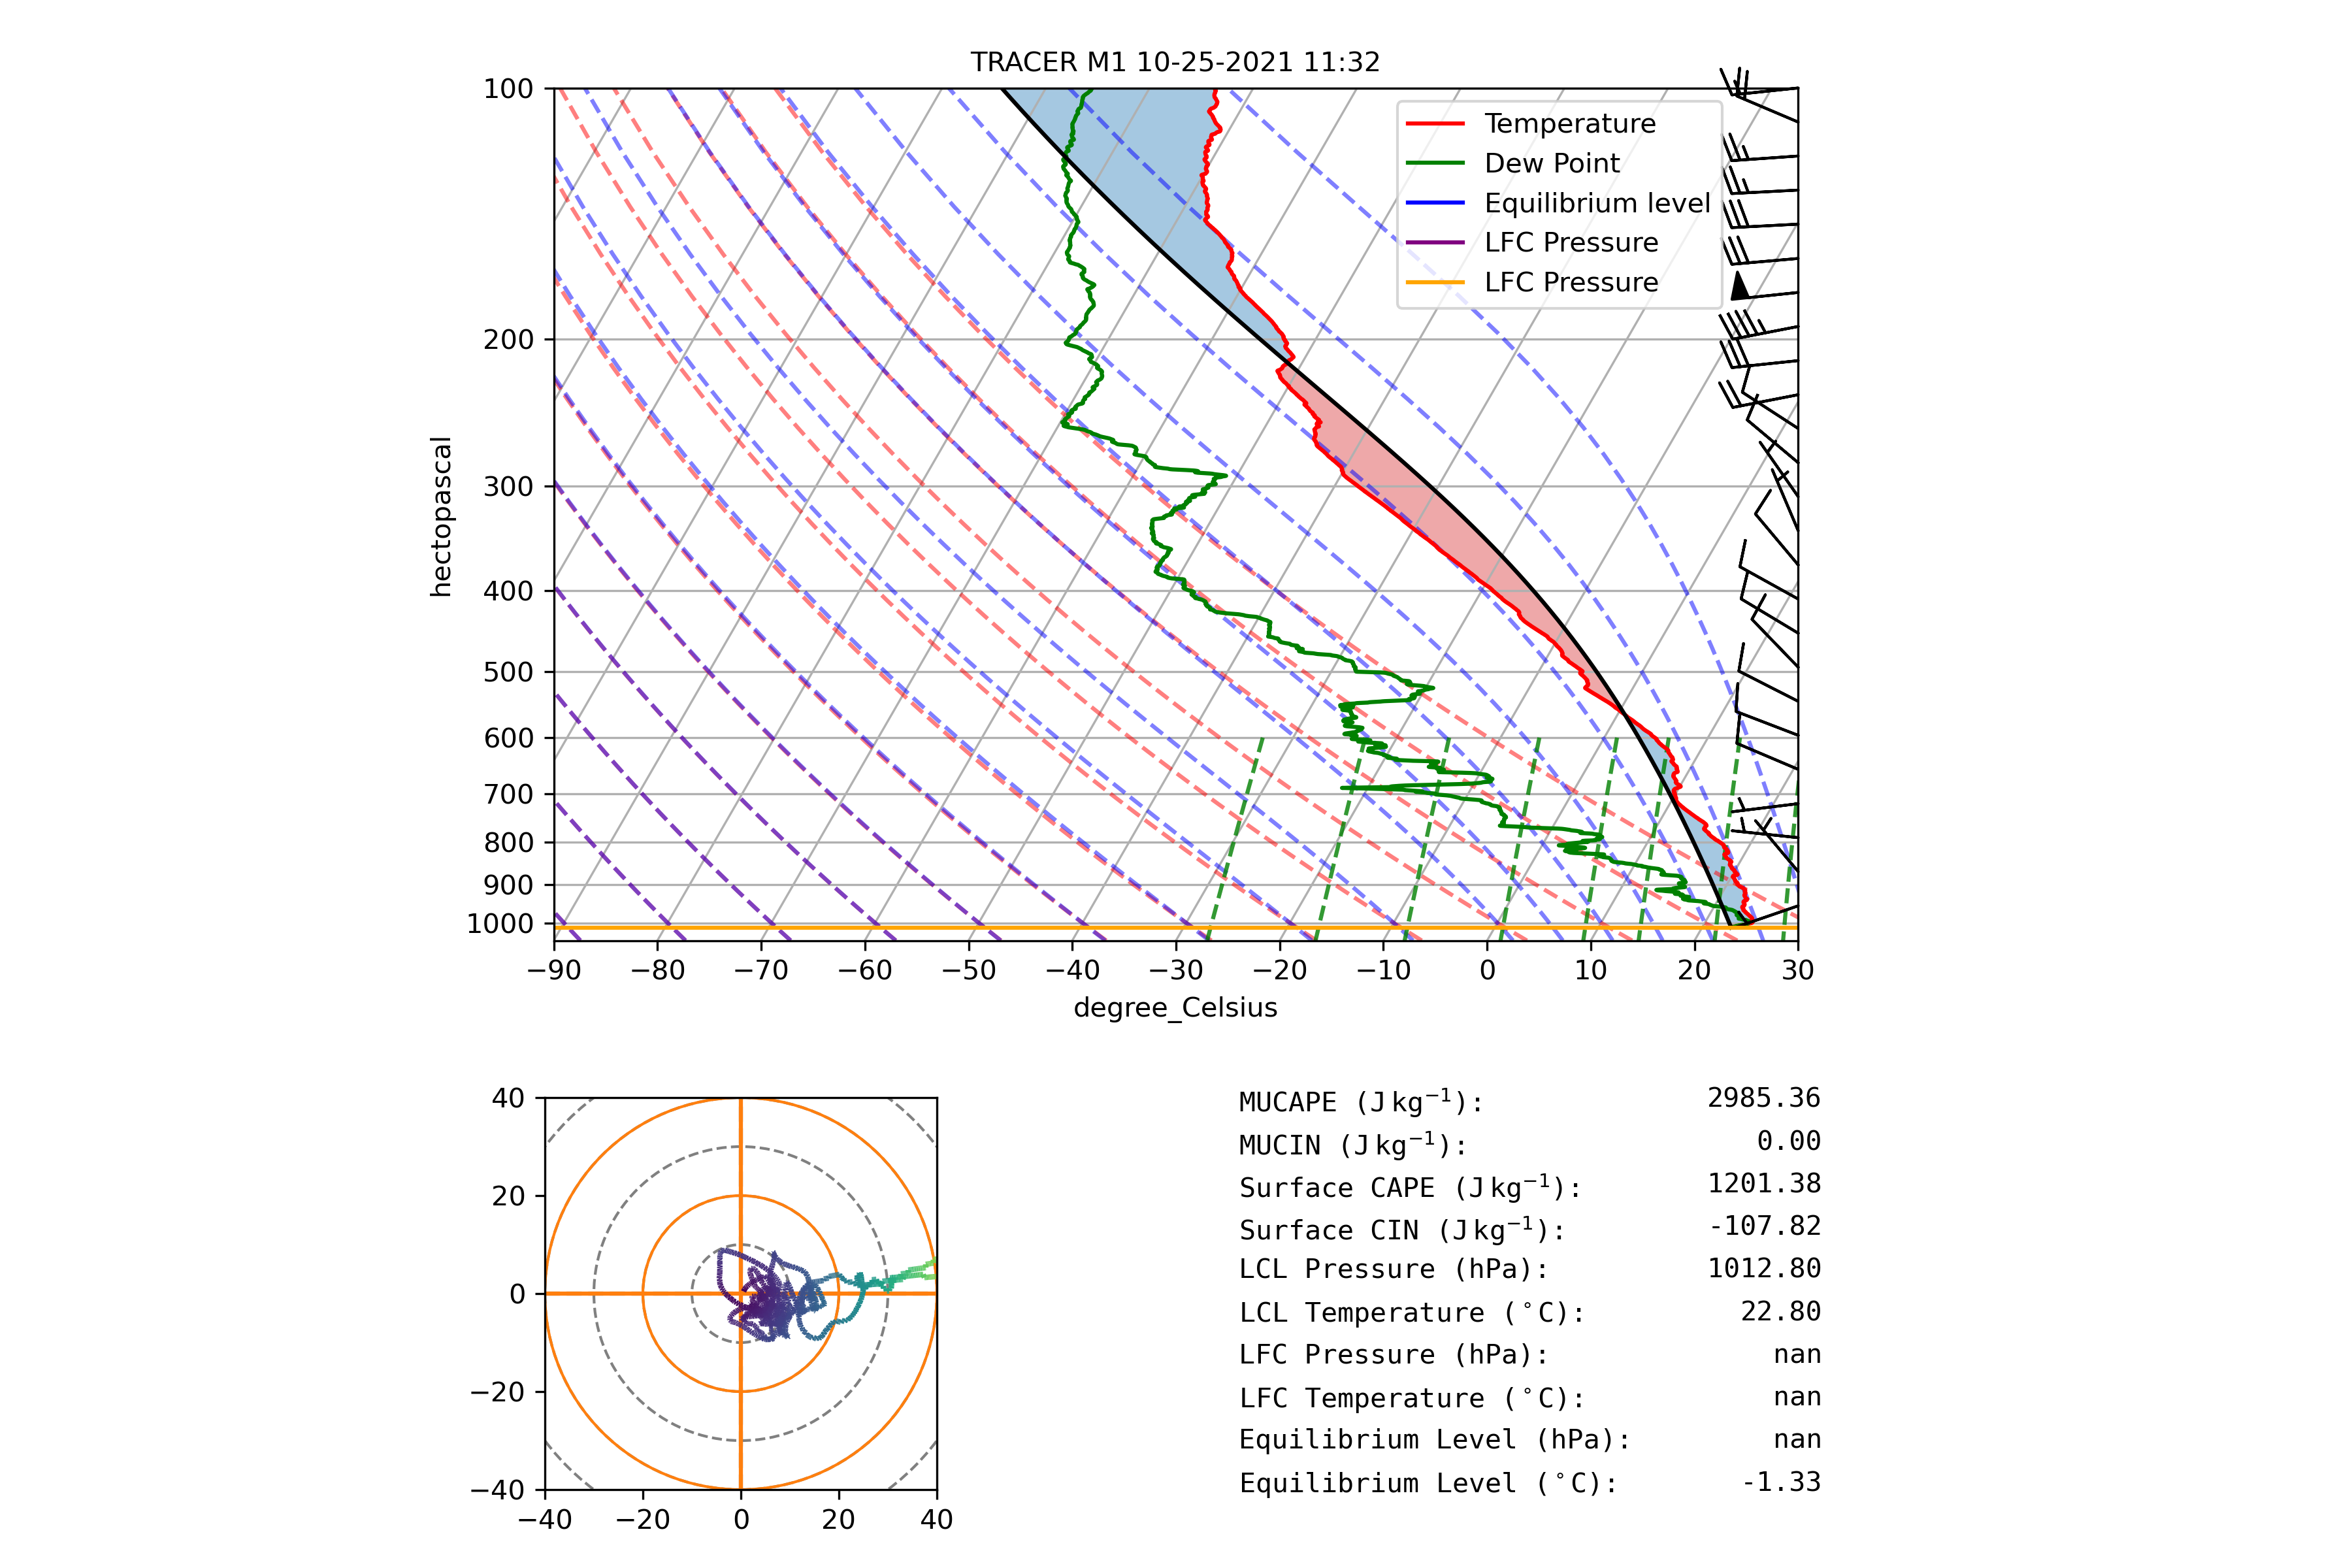 TRACER M1 10-25-2021 11:32
100
200
300
400
500
600
700
800
900
1000
hectopascal
Temperature
Dew Point
Equilibrium level
LFC Pressure
LFC Pressure
−90 −80 −70 −60 −50 −40 −30 −20 −10 0 10 20 30
degree_Celsius
40
20
0
−20
−40
−40 −20 0 20 40
MUCAPE (J kg⁻¹): 2985.36
MUCIN (J kg⁻¹): 0.00
Surface CAPE (J kg⁻¹): 1201.38
Surface CIN (J kg⁻¹): -107.82
LCL Pressure (hPa): 1012.80
LCL Temperature (°C): 22.80
LFC Pressure (hPa): nan
LFC Temperature (°C): nan
Equilibrium Level (hPa): nan
Equilibrium Level (°C): -1.33